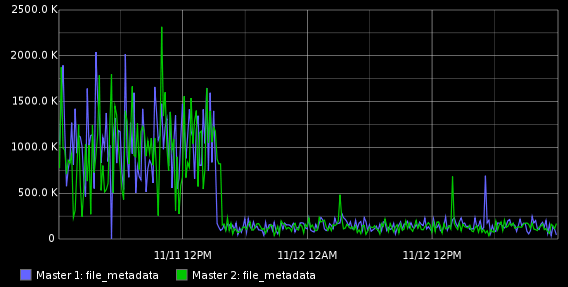 2500.0 K
2000.0 K
1500.0 K
1000.0 K
500.0 K
0
11/11 12PM 11/12 12AM 11/12 12PM
Master 1: file_metadata Master 2: file_metadata